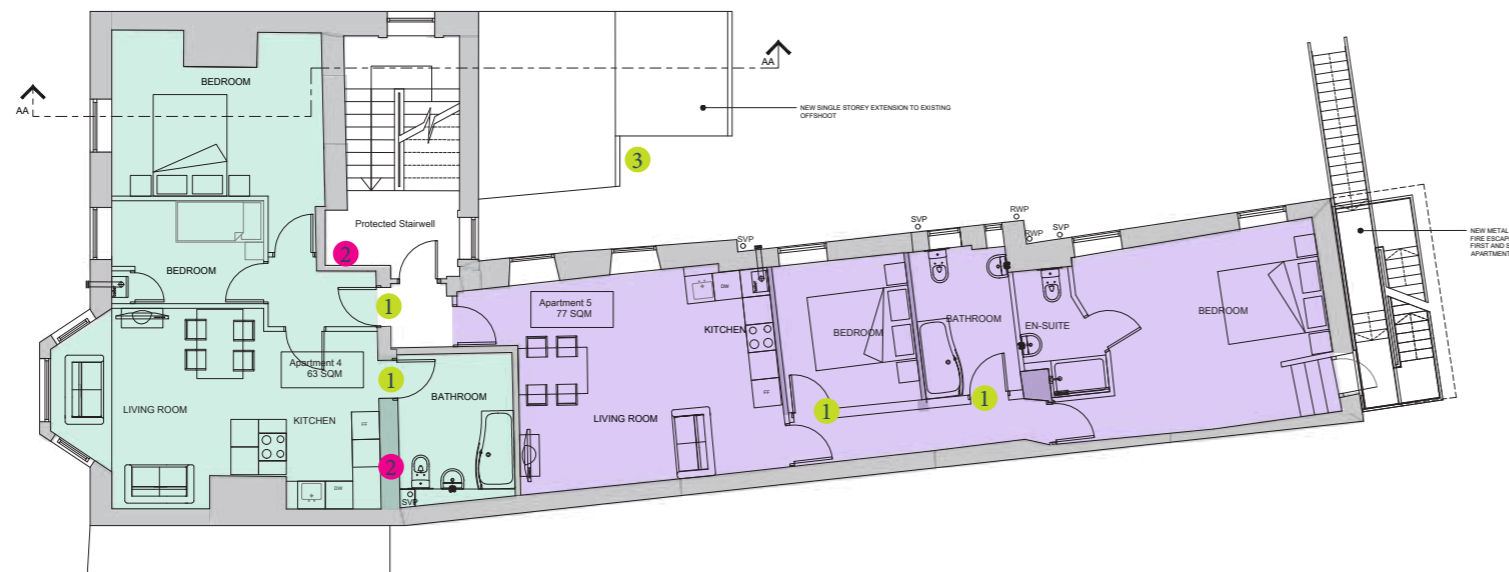 BEDROOM
AA
AA
NEW SINGLE STOREY EXTENSION TO EXISTING
OFFSHOOT
3
Protected Stairwell
2
SVP
SVP
RWP
RWP
SVP
NEW METAL
FIRE ESCAP
FIRST AND S
APARTMENT
BEDROOM
1
Apartment 5
77 SQM
DW
KITCHEN
BEDROOM
BATHROOM
EN-SUITE
BEDROOM
Apartment 4
63 SQM
1
BATHROOM
LIVING ROOM
KITCHEN
FF
LIVING ROOM
FF
1
1
2
DW
SVP